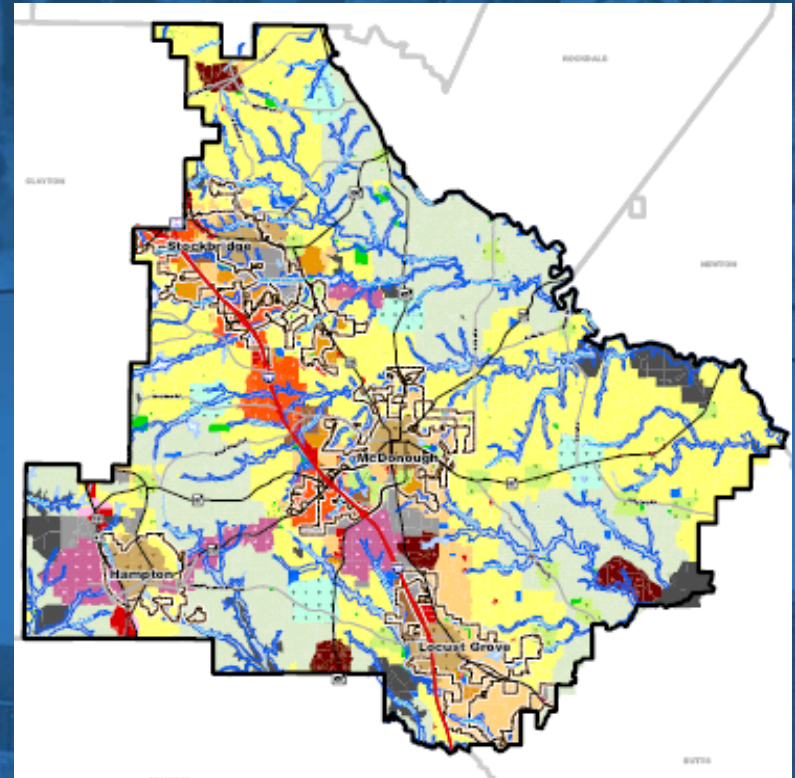 ROCKDALE
CLAYTON
Stockbridge
NEWTON
McDonough
Hampton
Locust Grove
BUTTS